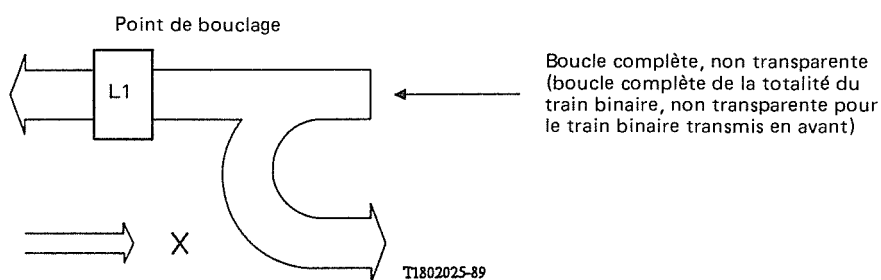 Point de bouclage
L1
Boucle complète, non transparente
(boucle complète de la totalité du
train binaire, non transparente pour
le train binaire transmis en avant)
X
T1802025-89